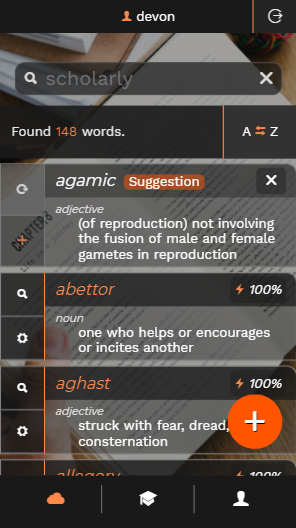 devon
scholarly
Found 148 words.
A Z
agamic Suggestion
adjective
(of reproduction) not involving
the fusion of male and female
gametes in reproduction
abettor 100%
noun
one who helps or encourages
or incites another
aghast 100%
adjective
struck with fear, dread,
consternation
allegory 100%
CHAPTER 8